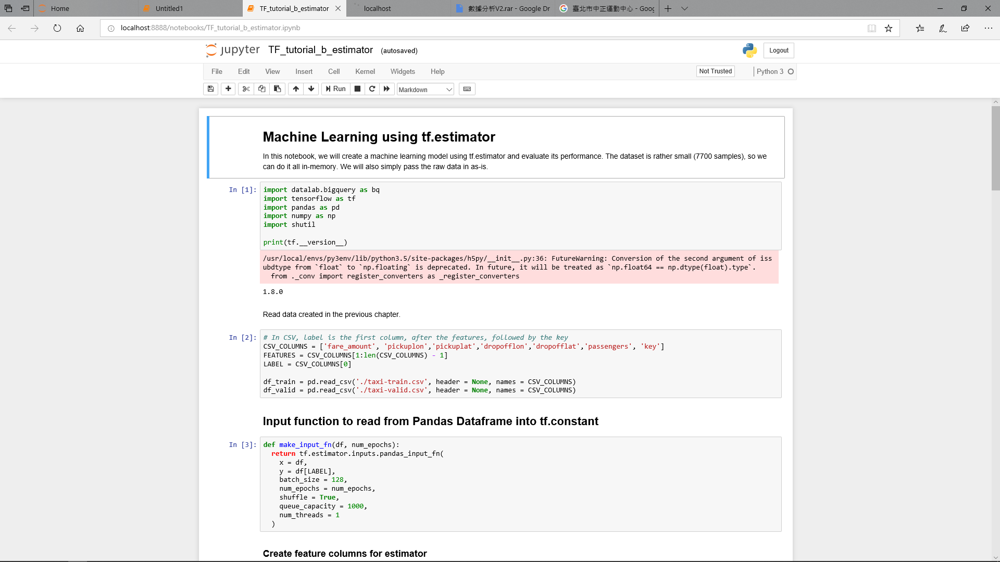 Home
Untitled1
TF_tutorial_b_estimator
localhost
數據分析V2.rar - Google Dr
臺北市中正運動中心 - Goog
localhost:8888/notebooks/TF_tutorial_b_estimator.ipynb
jupyter TF_tutorial_b_estimator (autosaved)
Logout
File Edit View Insert Cell Kernel Widgets Help
Not Trusted
Python 3
Run
Markdown
Machine Learning using tf.estimator
In this notebook, we will create a machine learning model using tf.estimator and evaluate its performance. The dataset is rather small (7700 samples), so we
can do it all in-memory. We will also simply pass the raw data in as-is.
In [1]: import datalab.bigquery as bq
import tensorflow as tf
import pandas as pd
import numpy as np
import shutil
print(tf.__version__)
/usr/local/envs/py3env/lib/python3.5/site-packages/h5py/__init__.py:36: FutureWarning: Conversion of the second argument of iss
ubdtype from `float` to `np.floating` is deprecated. In future, it will be treated as `np.float64 == np.dtype(float).type`.
from ._conv import register_converters as _register_converters
1.8.0
Read data created in the previous chapter.
In [2]: # In CSV, label is the first column, after the features, followed by the key
CSV_COLUMNS = ['fare_amount', 'pickuplon','pickuplat','dropofflon','dropofflat','passengers', 'key']
FEATURES = CSV_COLUMNS[1:len(CSV_COLUMNS) - 1]
LABEL = CSV_COLUMNS[0]
df_train = pd.read_csv('./taxi-train.csv', header = None, names = CSV_COLUMNS)
df_valid = pd.read_csv('./taxi-valid.csv', header = None, names = CSV_COLUMNS)
Input function to read from Pandas Dataframe into tf.constant
In [3]: def make_input_fn(df, num_epochs):
return tf.estimator.inputs.pandas_input_fn(
x = df,
y = df[LABEL],
batch_size = 128,
num_epochs = num_epochs,
shuffle = True,
queue_capacity = 1000,
num_threads = 1
)
Create feature columns for estimator